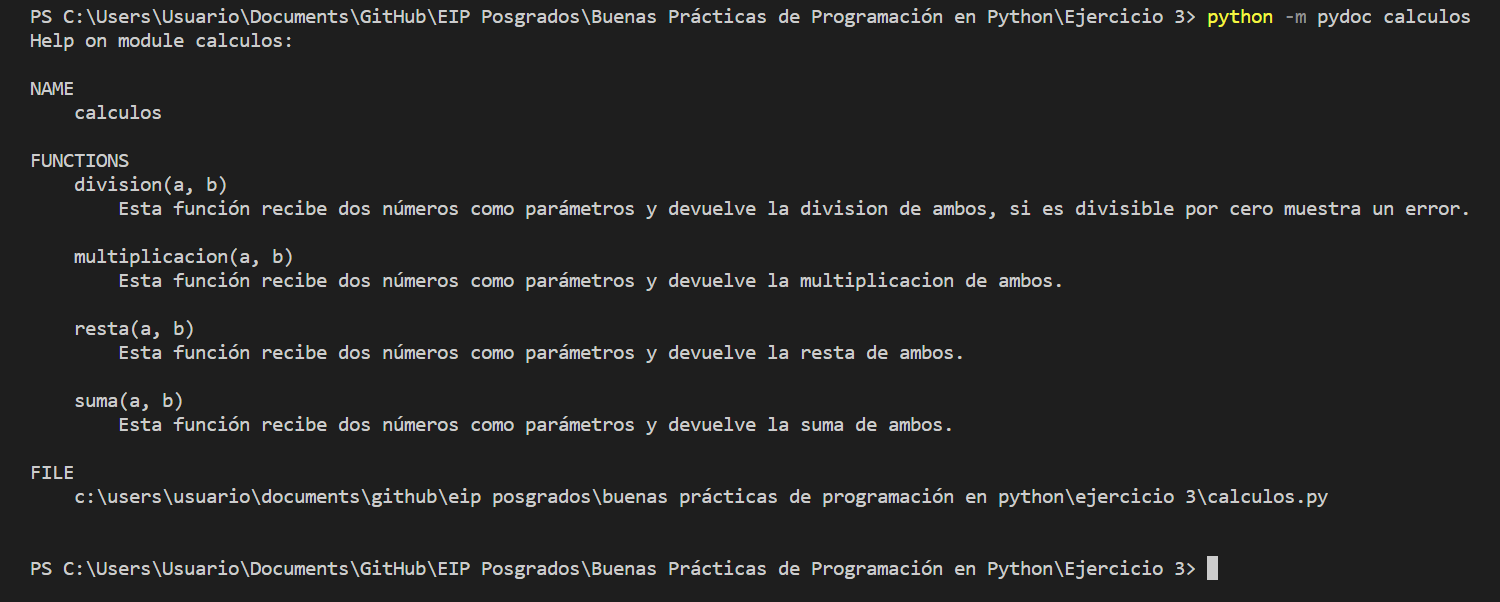 PS C:\Users\Usuario\Documents\GitHub\EIP Posgrados\Buenas Prácticas de Programación en Python\Ejercicio 3> python -m pydoc calculos
Help on module calculos:
NAME
calculos
FUNCTIONS
division(a, b)
Esta función recibe dos números como parámetros y devuelve la division de ambos, si es divisible por cero muestra un error.
multiplicacion(a, b)
Esta función recibe dos números como parámetros y devuelve la multiplicacion de ambos.
resta(a, b)
Esta función recibe dos números como parámetros y devuelve la resta de ambos.
suma(a, b)
Esta función recibe dos números como parámetros y devuelve la suma de ambos.
FILE
c:\users\usuario\documents\github\eip posgrados\buenas prácticas de programación en python\ejercicio 3\calculos.py
PS C:\Users\Usuario\Documents\GitHub\EIP Posgrados\Buenas Prácticas de Programación en Python\Ejercicio 3>